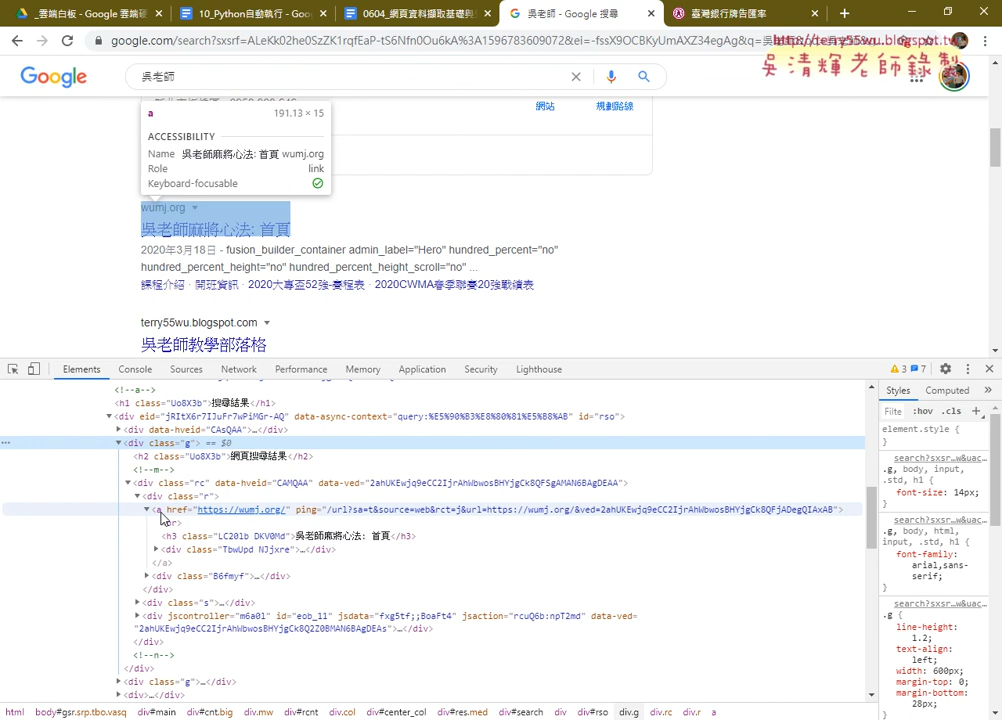 _雲端白板 - Google 雲端硬
10_Python自動執行 - Goo
0604_網頁資料擷取基礎與
吳老師 - Google 搜尋
臺灣銀行牌告匯率
google.com/search?sxsrf=ALeKk02he0SzZK1rqfEaP-tS6Nfn0Ou6kA%3A1596783609072&ei=-fssX9OCBKyUmAXZ34egAg&q=
http://terry55wu.blogspot.tw
吳清輝老師錄製
Google
吳老師
網站
規劃路線
a
191.13 × 15
ACCESSIBILITY
Name 吳老師麻將心法: 首頁 wumj.org
Role link
Keyboard-focusable
wumj.org
吳老師麻將心法: 首頁
2020年3月18日 - fusion_builder_container admin_label="Hero" hundred_percent="no"
hundred_percent_height="no" hundred_percent_height_scroll="no" ...
課程介紹 · 開班資訊 · 2020大專盃52強-賽程表 · 2020CWMA春季聯賽20強戰績表
terry55wu.blogspot.com
吳老師教學部落格
Elements Console Sources Network Performance Memory Application Security Lighthouse
3 7
<!--a-->
<h1 class="Uo8X3b">搜尋結果</h1>
<div eid="jRItX6r7IJuFr7wPiMGr-AQ" data-async-context="query:%E5%90%B3%E8%80%81%E5%B8%AB" id="rso">
<div data-hveid="CAsQAA">…</div>
<div class="g"> == $0
<h2 class="Uo8X3b">網頁搜尋結果</h2>
<!--m-->
<div class="rc" data-hveid="CAMQAA" data-ved="2ahUKEwjq9eCC2IjrAhWbwosBHYjgCk8QFSgAMAN6BAgDEAA">
<div class="r">
<a href="https://wumj.org/" ping="/url?sa=t&source=web&rct=j&url=https://wumj.org/&ved=2ahUKEwjq9eCC2IjrAhWbwosBHYjgCk8QFjADegQIAxAB">
<h3 class="LC20lb DKV0Md">吳老師麻將心法: 首頁</h3>
<div class="TbwUpd NJjxre">…</div>
</a>
<div class="B6fmyf">…</div>
</div>
<div class="s">…</div>
<div jscontroller="m6a0l" id="eob_11" jsdata="fxg5tf;;BoaFt4" jsaction="rcuQ6b:npT2md" data-ved=
"2ahUKEwjq9eCC2IjrAhWbwosBHYjgCk8Q2Z0BMAN6BAgDEAs">…</div>
</div>
<!--n-->
</div>
<div class="g">…</div>
<div>…</div>
Styles Computed »
Filte :hov .cls +
element.style {
}
search?sxsr…w&uac…
.g, body, input,
.std, h1 {
font-size: 14px;
}
search?sxsr…w&uac…
.g, body, html,
input, .std, h1 {
font-family:
arial,sans-
serif;
}
search?sxsr…w&uac…
.g {
line-height:
1.2;
text-align:
left;
width: 600px;
margin-top: 0;
margin-bottom:
28px;
html body#gsr.srp.tbo.vasq div#main div#cnt.big div.mw div#rcnt div.col div#center_col div#res.med div#search div div#rso div.g div.rc div.r a